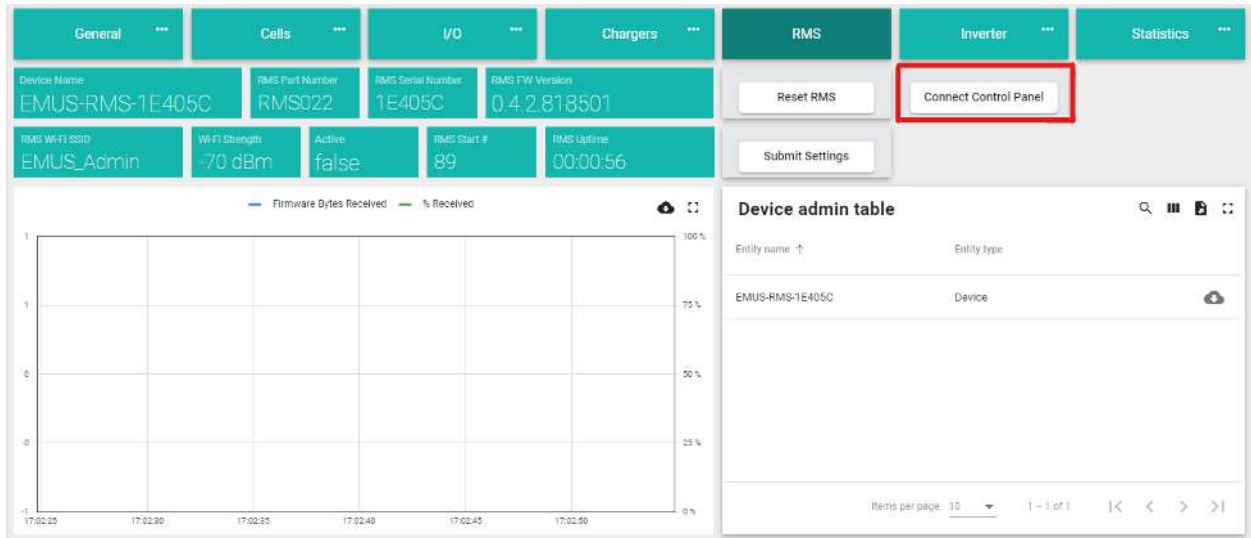 General ... Cells ... I/O ... Chargers ... RMS Inverter ... Statistics ...
Device Name RMS Part Number RMS Serial Number RMS FW Version
EMUS-RMS-1E405C RMS022 1E405C 0.4.2.818501
Reset RMS Connect Control Panel
RMS Wi-Fi SSID Wi-Fi Strength Active RMS Start # RMS Uptime
EMUS_Admin -70 dBm false 89 00:00:56
Submit Settings
Firmware Bytes Received % Received
Device admin table
Entity name ↑ Entity type
EMUS-RMS-1E405C Device
1 100 %
1 75 %
0 50 %
0 25 %
-1 0 %
17:02:25 17:02:30 17:02:35 17:02:40 17:02:45 17:02:50
Items per page: 10 1 – 1 of 1 |< < > >|